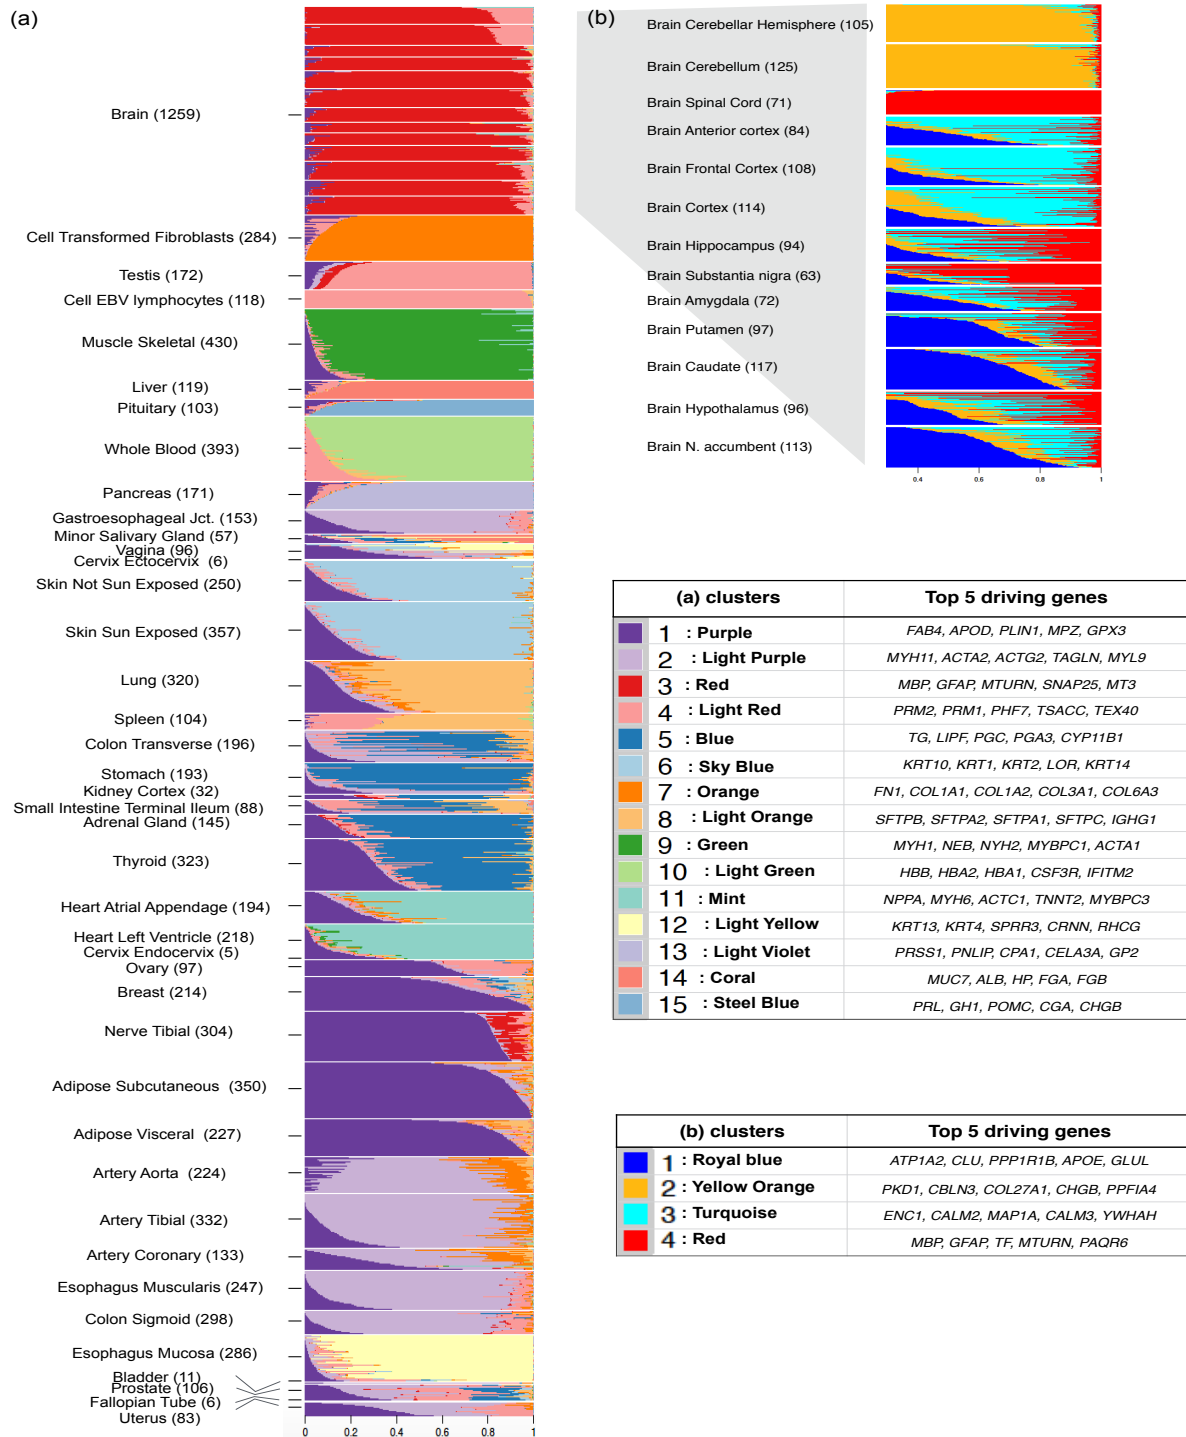 (a)
Brain (1259)
Cell Transformed Fibroblasts (284)
Testis (172)
Cell EBV lymphocytes (118)
Muscle Skeletal (430)
Liver (119)
Pituitary (103)
Whole Blood (393)
Pancreas (171)
Gastroesophageal Jct. (153)
Minor Salivary Gland (57)
Vagina (96)
Cervix Ectocervix (6)
Skin Not Sun Exposed (250)
Skin Sun Exposed (357)
Lung (320)
Spleen (104)
Colon Transverse (196)
Stomach (193)
Kidney Cortex (32)
Small Intestine Terminal Ileum (88)
Adrenal Gland (145)
Thyroid (323)
Heart Atrial Appendage (194)
Heart Left Ventricle (218)
Cervix Endocervix (5)
Ovary (97)
Breast (214)
Nerve Tibial (304)
Adipose Subcutaneous (350)
Adipose Visceral (227)
Artery Aorta (224)
Artery Tibial (332)
Artery Coronary (133)
Esophagus Muscularis (247)
Colon Sigmoid (298)
Esophagus Mucosa (286)
Bladder (11)
Prostate (106)
Fallopian Tube (6)
Uterus (83)
0 0.2 0.4 0.6 0.8 1
(b)
Brain Cerebellar Hemisphere (105)
Brain Cerebellum (125)
Brain Spinal Cord (71)
Brain Anterior cortex (84)
Brain Frontal Cortex (108)
Brain Cortex (114)
Brain Hippocampus (94)
Brain Substantia nigra (63)
Brain Amygdala (72)
Brain Putamen (97)
Brain Caudate (117)
Brain Hypothalamus (96)
Brain N. accumbent (113)
0.4 0.6 0.8 1
(a) clusters Top 5 driving genes
1 : Purple FAB4, APOD, PLIN1, MPZ, GPX3
2 : Light Purple MYH11, ACTA2, ACTG2, TAGLN, MYL9
3 : Red MBP, GFAP, MTURN, SNAP25, MT3
4 : Light Red PRM2, PRM1, PHF7, TSACC, TEX40
5 : Blue TG, LIPF, PGC, PGA3, CYP11B1
6 : Sky Blue KRT10, KRT1, KRT2, LOR, KRT14
7 : Orange FN1, COL1A1, COL1A2, COL3A1, COL6A3
8 : Light Orange SFTPB, SFTPA2, SFTPA1, SFTPC, IGHG1
9 : Green MYH1, NEB, NYH2, MYBPC1, ACTA1
10 : Light Green HBB, HBA2, HBA1, CSF3R, IFITM2
11 : Mint NPPA, MYH6, ACTC1, TNNT2, MYBPC3
12 : Light Yellow KRT13, KRT4, SPRR3, CRNN, RHCG
13 : Light Violet PRSS1, PNLIP, CPA1, CELA3A, GP2
14 : Coral MUC7, ALB, HP, FGA, FGB
15 : Steel Blue PRL, GH1, POMC, CGA, CHGB
(b) clusters Top 5 driving genes
1 : Royal blue ATP1A2, CLU, PPP1R1B, APOE, GLUL
2 : Yellow Orange PKD1, CBLN3, COL27A1, CHGB, PPFIA4
3 : Turquoise ENC1, CALM2, MAP1A, CALM3, YWHAH
4 : Red MBP, GFAP, TF, MTURN, PAQR6